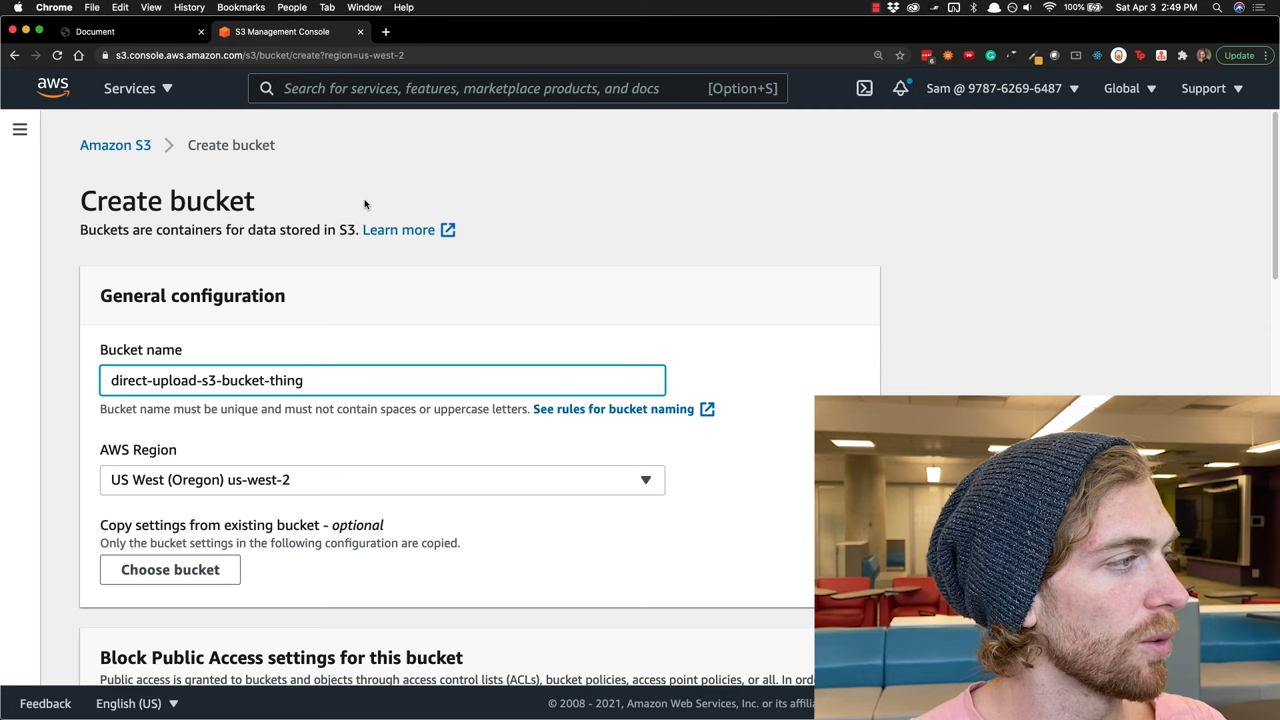 Chrome File Edit View History Bookmarks People Tab Window Help 100% Sat Apr 3 2:49 PM
Document S3 Management Console
s3.console.aws.amazon.com/s3/bucket/create?region=us-west-2 Update
aws Services Search for services, features, marketplace products, and docs [Option+S] Sam @ 9787-6269-6487 Global Support
Amazon S3 Create bucket
Create bucket
Buckets are containers for data stored in S3. Learn more
General configuration
Bucket name
direct-upload-s3-bucket-thing
Bucket name must be unique and must not contain spaces or uppercase letters. See rules for bucket naming
AWS Region
US West (Oregon) us-west-2
Copy settings from existing bucket - optional
Only the bucket settings in the following configuration are copied.
Choose bucket
Block Public Access settings for this bucket
Public access is granted to buckets and objects through access control lists (ACLs), bucket policies, access point policies, or all. In
Feedback English (US) © 2008 - 2021, Amazon Web Services, Inc. or its